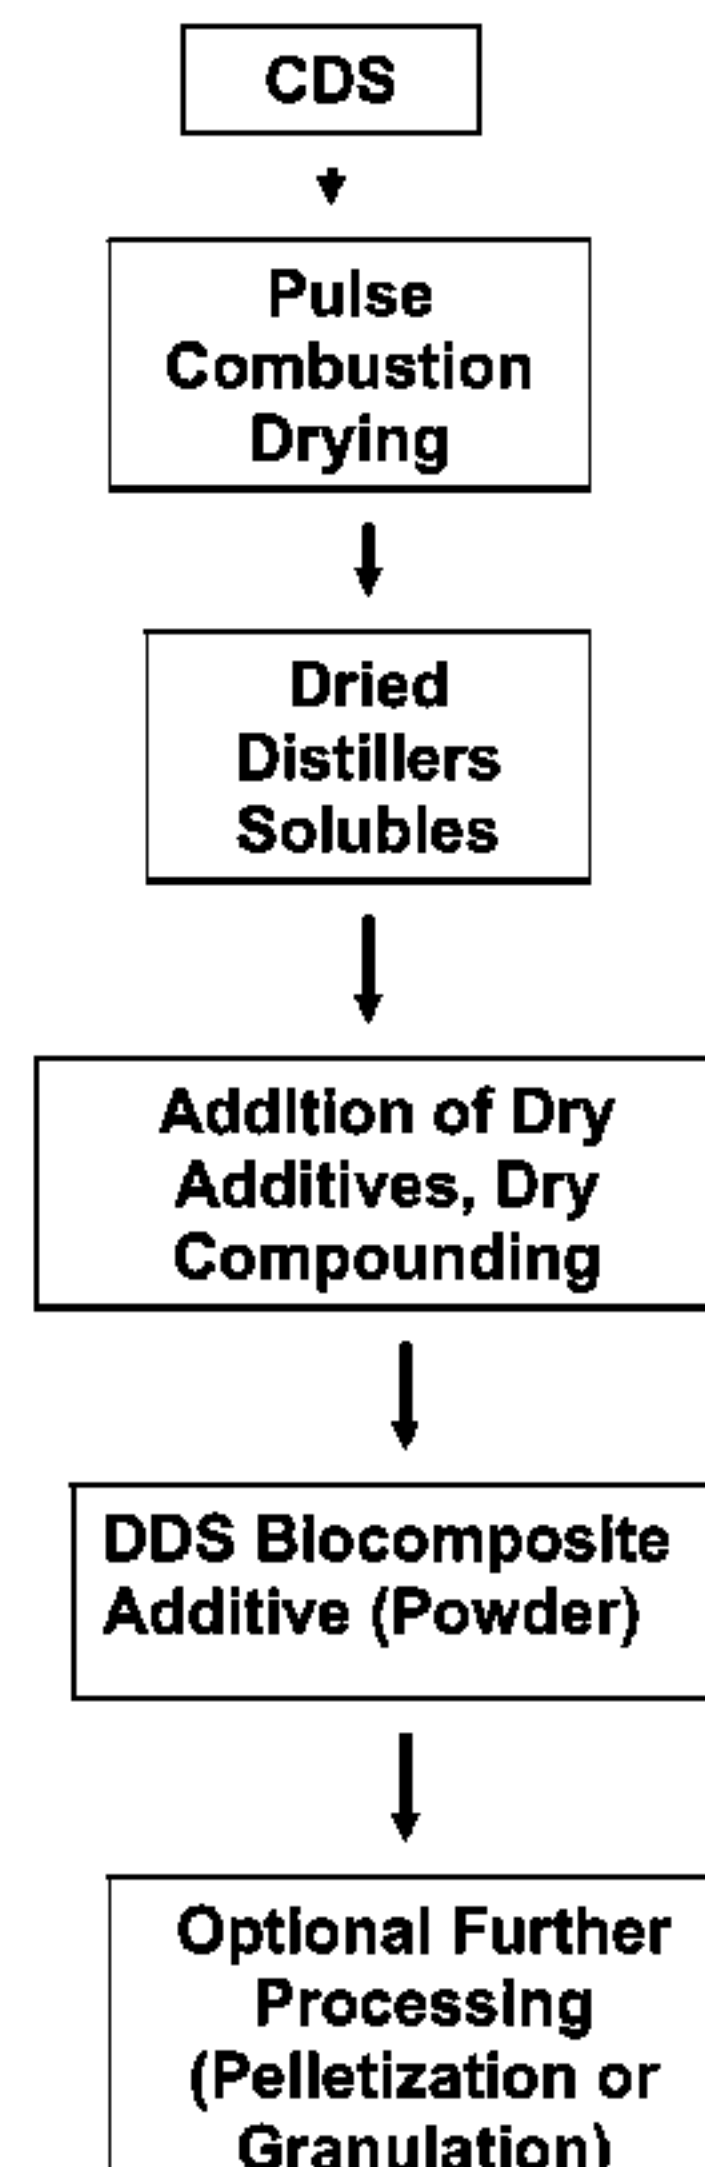 CDS
Pulse
Combustion
Drying
Dried
Distillers
Solubles
Addition of Dry
Additives, Dry
Compounding
DDS Biocomposite
Additive (Powder)
Optional Further
Processing
(Pelletization or
Granulation)